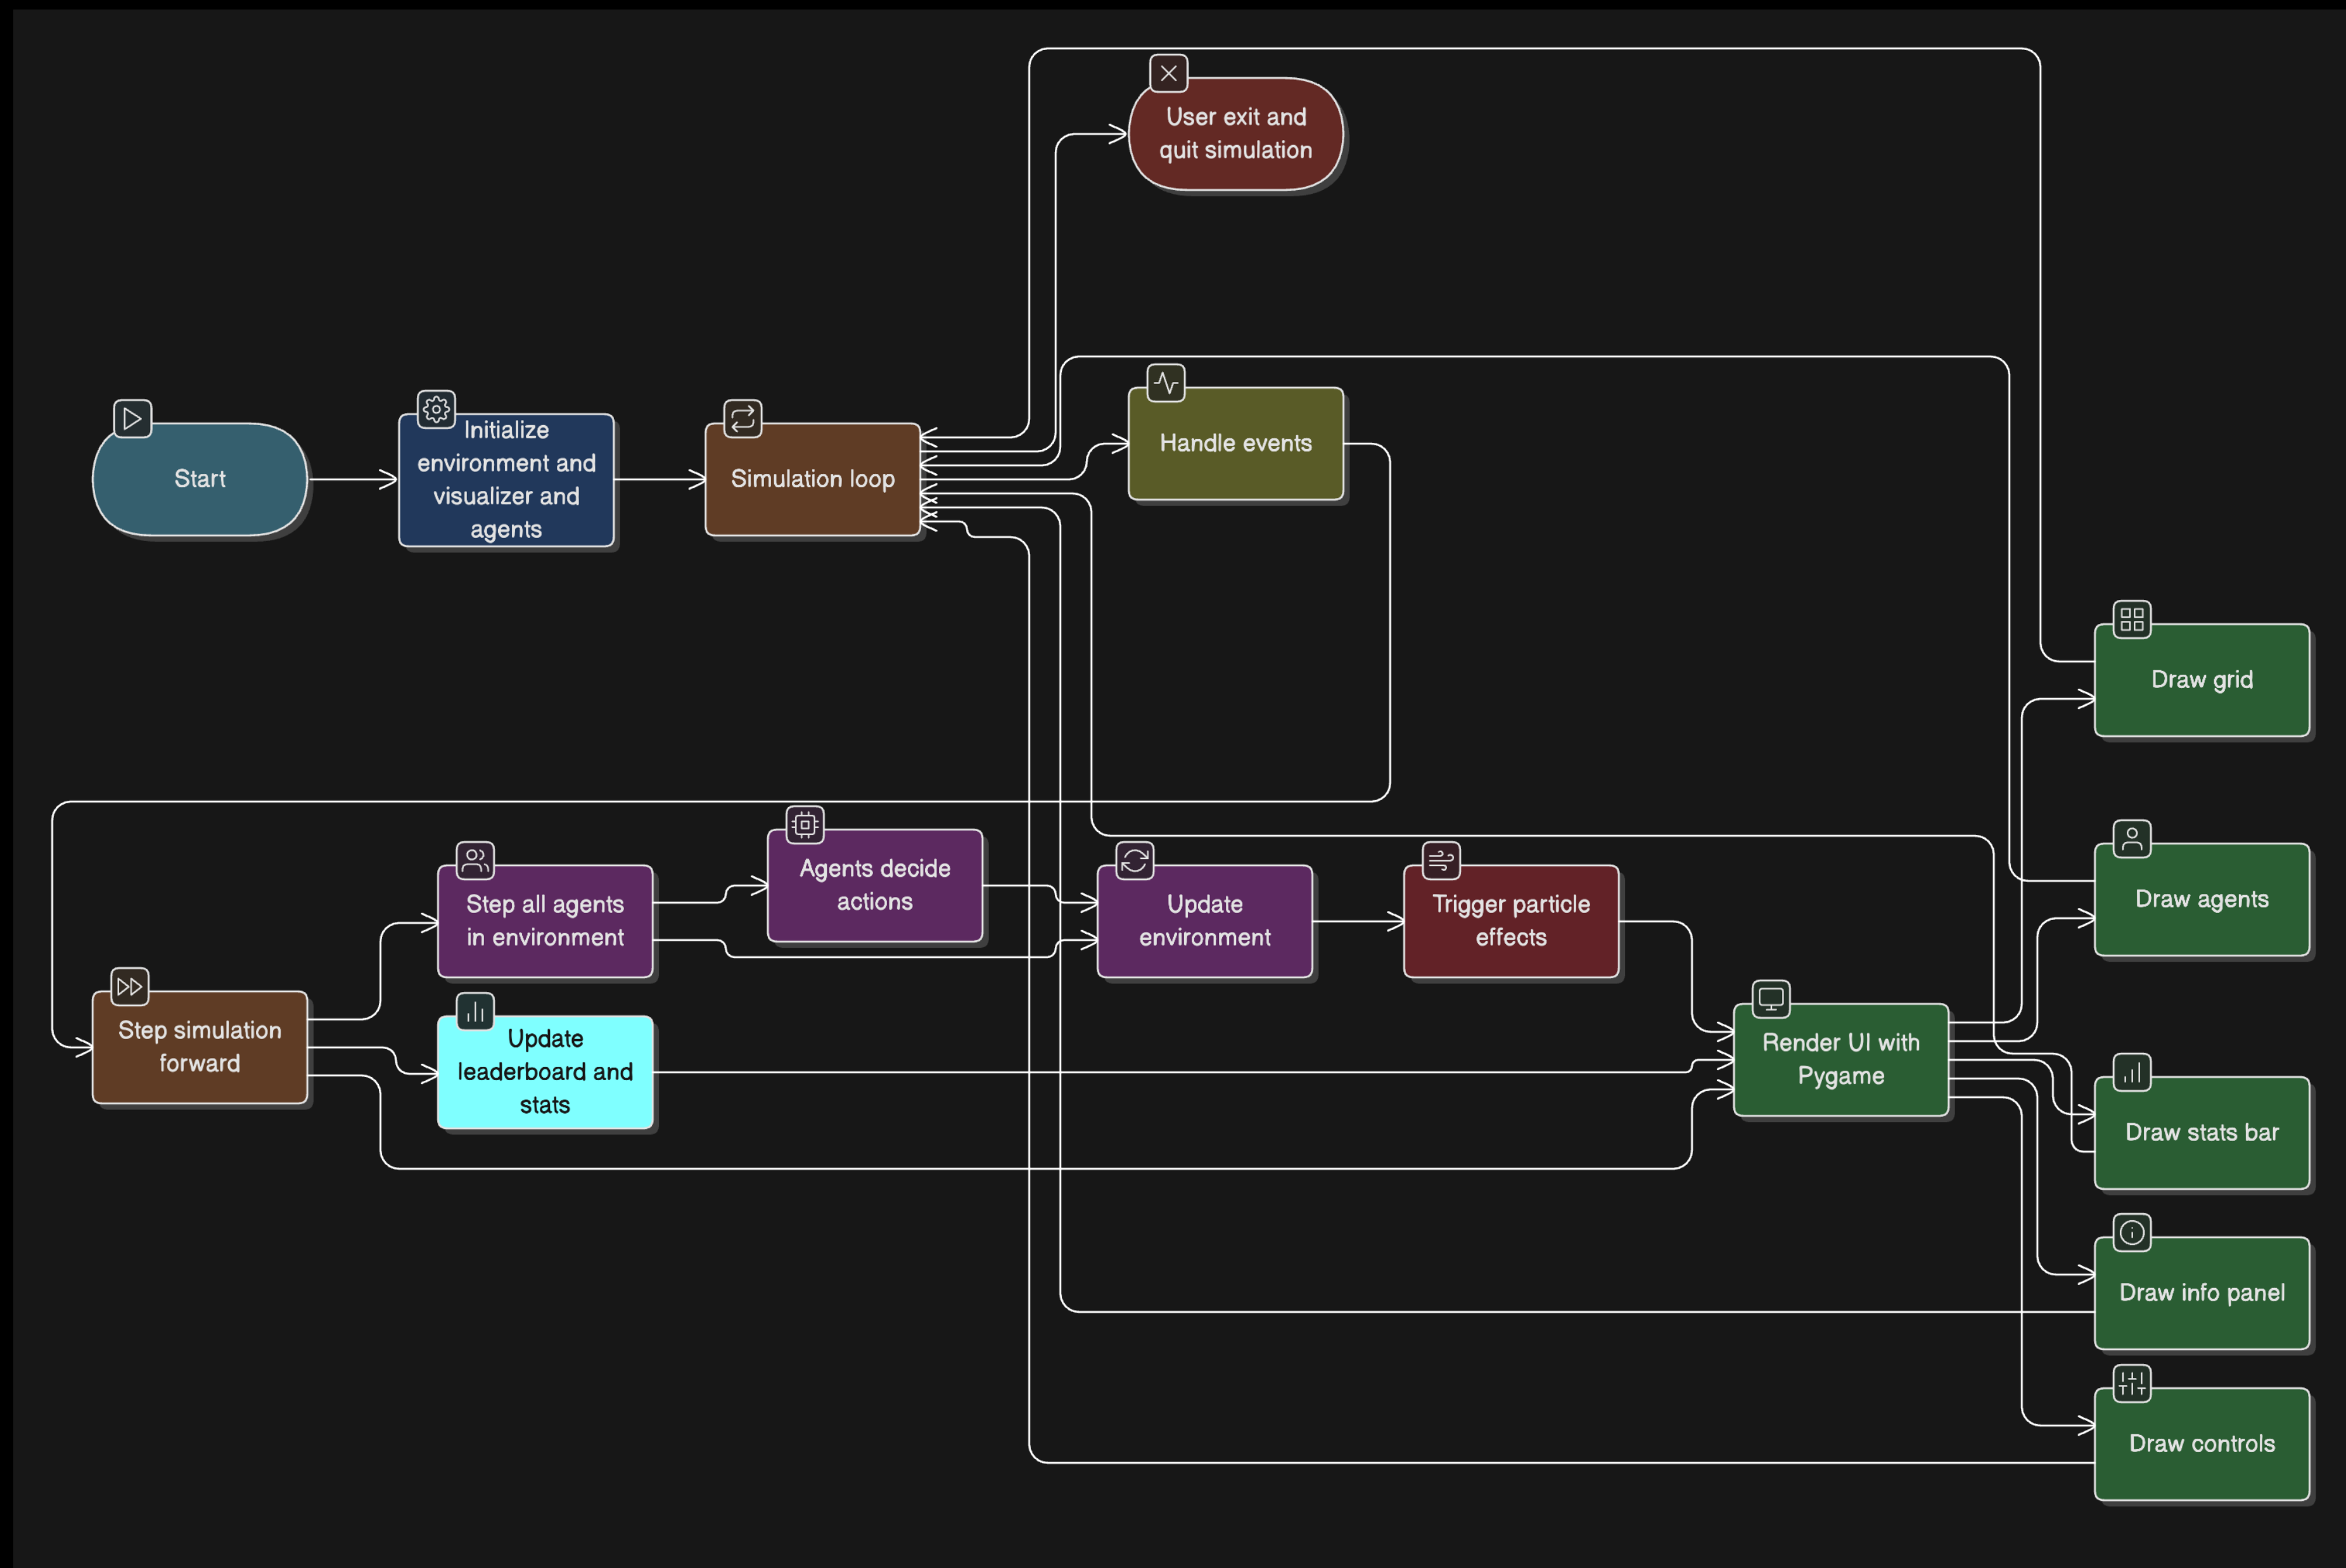 User exit and
quit simulation
Handle events
Start
Initialize
environment and
visualizer and
agents
Simulation loop
Draw grid
Agents decide
actions
Step all agents
in environment
Update
environment
Trigger particle
effects
Draw agents
Step simulation
forward
Update
leaderboard and
stats
Render UI with
Pygame
Draw stats bar
Draw info panel
Draw controls